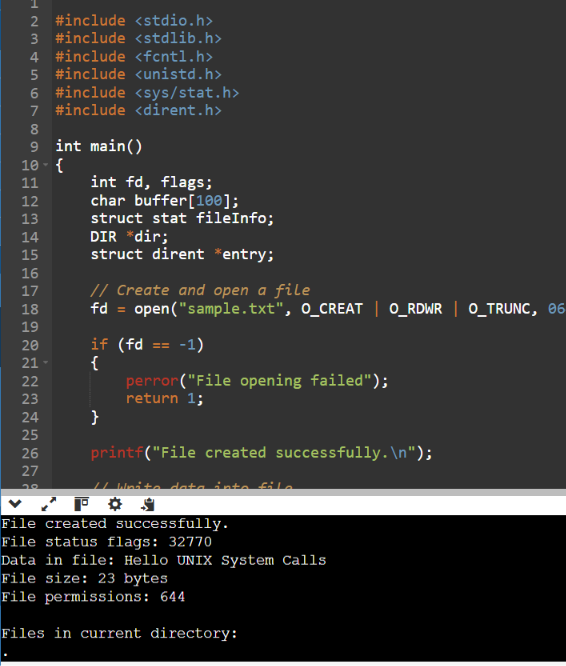 1
2 #include <stdio.h>
3 #include <stdlib.h>
4 #include <fcntl.h>
5 #include <unistd.h>
6 #include <sys/stat.h>
7 #include <dirent.h>
8
9 int main()
10 {
11     int fd, flags;
12     char buffer[100];
13     struct stat fileInfo;
14     DIR *dir;
15     struct dirent *entry;
16
17     // Create and open a file
18     fd = open("sample.txt", O_CREAT | O_RDWR | O_TRUNC, 06
19
20     if (fd == -1)
21     {
22         perror("File opening failed");
23         return 1;
24     }
25
26     printf("File created successfully.\n");
27
28     // Write data into file
File created successfully.
File status flags: 32770
Data in file: Hello UNIX System Calls
File size: 23 bytes
File permissions: 644

Files in current directory:
.